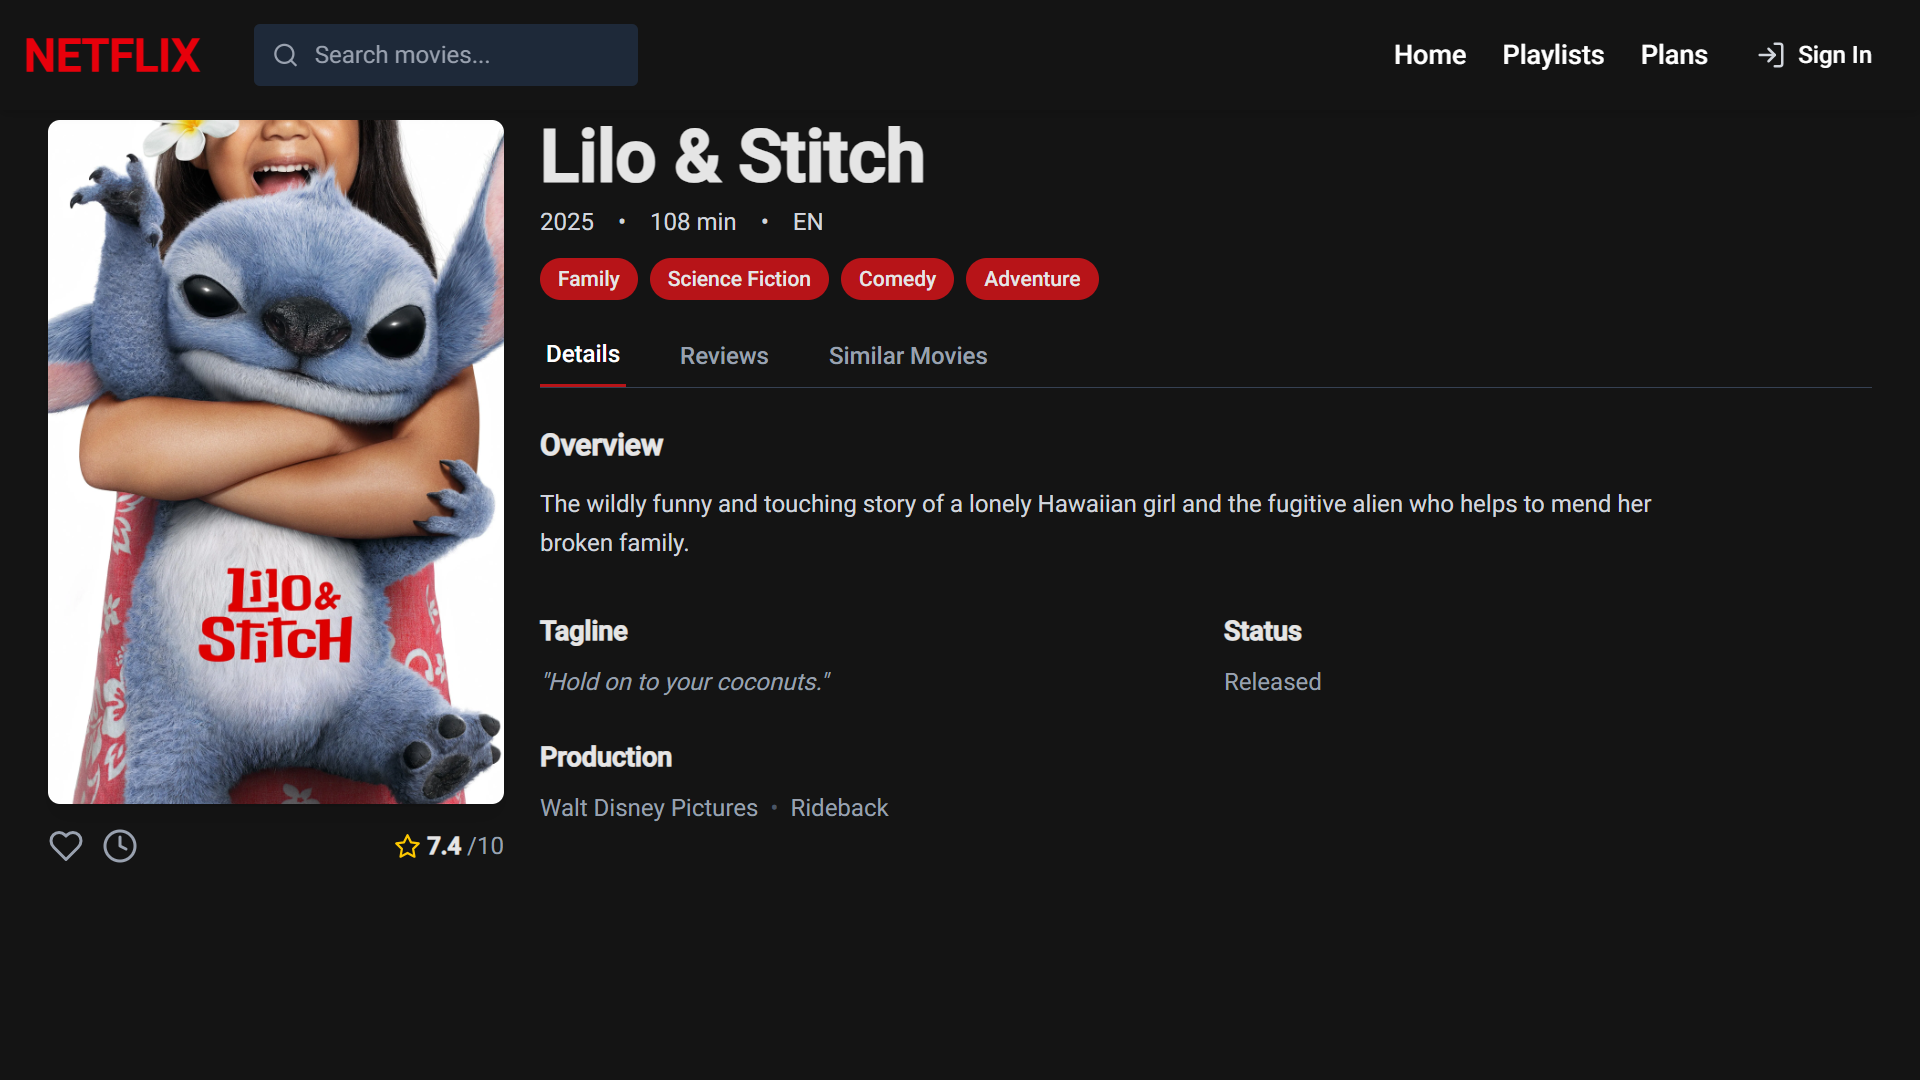 NETFLIX
Search movies...
Home
Playlists
Plans
Sign In
Lilo & Stitch
2025 • 108 min • EN
Family
Science Fiction
Comedy
Adventure
Details
Reviews
Similar Movies
Overview
The wildly funny and touching story of a lonely Hawaiian girl and the fugitive alien who helps to mend her
broken family.
Tagline
"Hold on to your coconuts."
Status
Released
Production
Walt Disney Pictures • Rideback
Lilo &
Stitch
7.4 /10